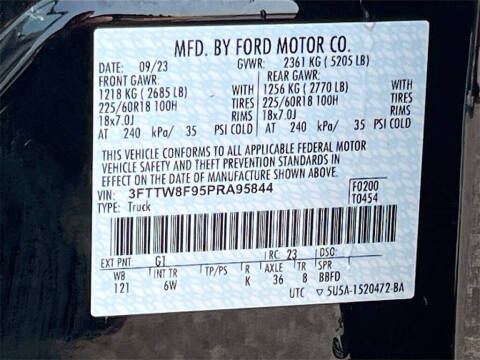 MFD. BY FORD MOTOR CO.
DATE: 09/23 GVWR: 2361 KG ( 5205 LB)
FRONT GAWR: REAR GAWR:
1218 KG ( 2685 LB) WITH 1256 KG ( 2770 LB) WITH
225/60R18 100H TIRES 225/60R18 100H TIRES
18x7.0J RIMS 18x7.0J RIMS
AT 240 kPa/ 35 PSI COLD AT 240 kPa/ 35 PSI COLD
THIS VEHICLE CONFORMS TO ALL APPLICABLE FEDERAL MOTOR
VEHICLE SAFETY AND THEFT PREVENTION STANDARDS IN
EFFECT ON THE DATE OF MANUFACTURE SHOWN ABOVE.
VIN: 3FTTW8F95PRA95844 F0200
TYPE: Truck T0454
EXT PNT: G1 RC: 23 DSO:
WB INT TR TP/PS R AXLE TR SPR
121 6W K 36 8 BBFD
UTC ▽5U5A-1520472-BA